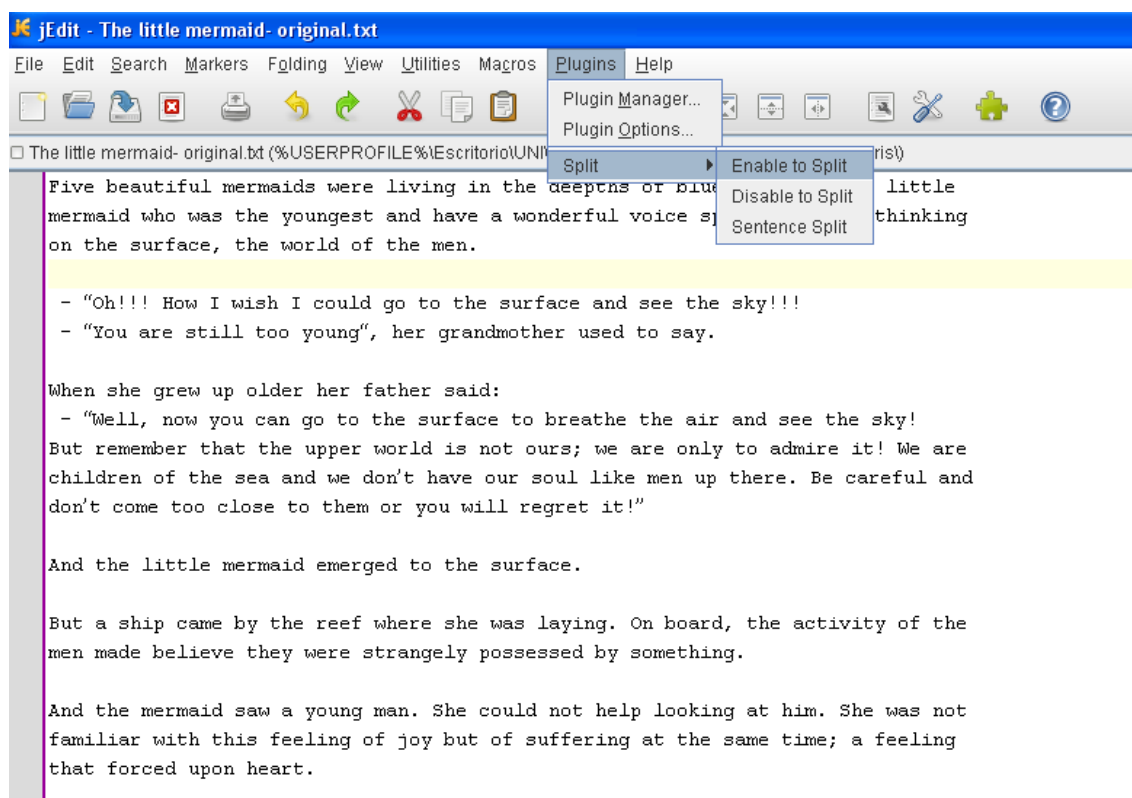 jEdit - The little mermaid- original.txt
File Edit Search Markers Folding View Utilities Macros Plugins Help
Plugin Manager...
Plugin Options...
Split
Enable to Split
Disable to Split
Sentence Split
The little mermaid- original.txt (%USERPROFILE%\Escritorio\UNI ris\)
Five beautiful mermaids were living in the deepths of blue little
mermaid who was the youngest and have a wonderful voice thinking
on the surface, the world of the men.
- "Oh!!! How I wish I could go to the surface and see the sky!!!
- "You are still too young", her grandmother used to say.
When she grew up older her father said:
- "Well, now you can go to the surface to breathe the air and see the sky!
But remember that the upper world is not ours; we are only to admire it! We are
children of the sea and we don't have our soul like men up there. Be careful and
don't come too close to them or you will regret it!"
And the little mermaid emerged to the surface.
But a ship came by the reef where she was laying. On board, the activity of the
men made believe they were strangely possessed by something.
And the mermaid saw a young man. She could not help looking at him. She was not
familiar with this feeling of joy but of suffering at the same time; a feeling
that forced upon heart.